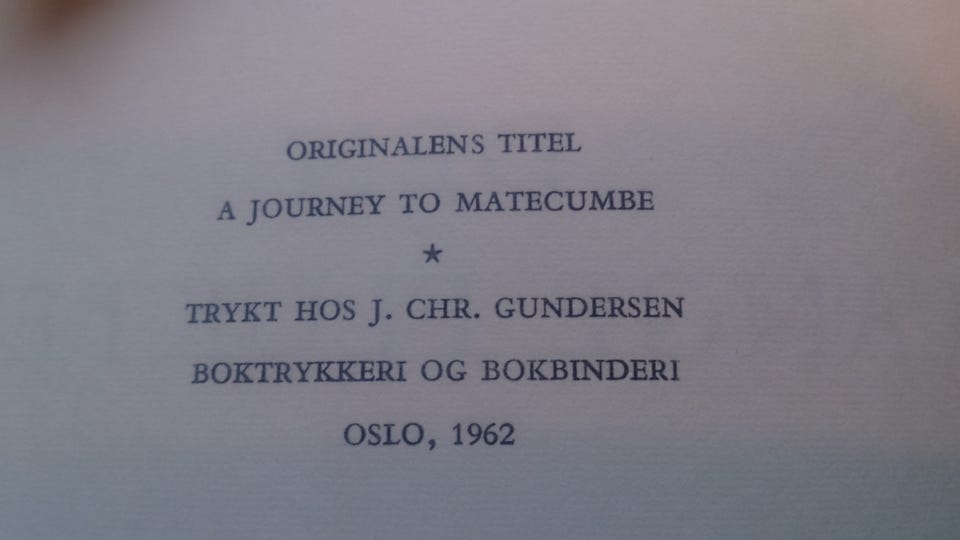 ORIGINALENS TITEL
A JOURNEY TO MATECUMBE
*
TRYKT HOS J. CHR. GUNDERSEN
BOKTRYKKERI OG BOKBINDERI
OSLO, 1962